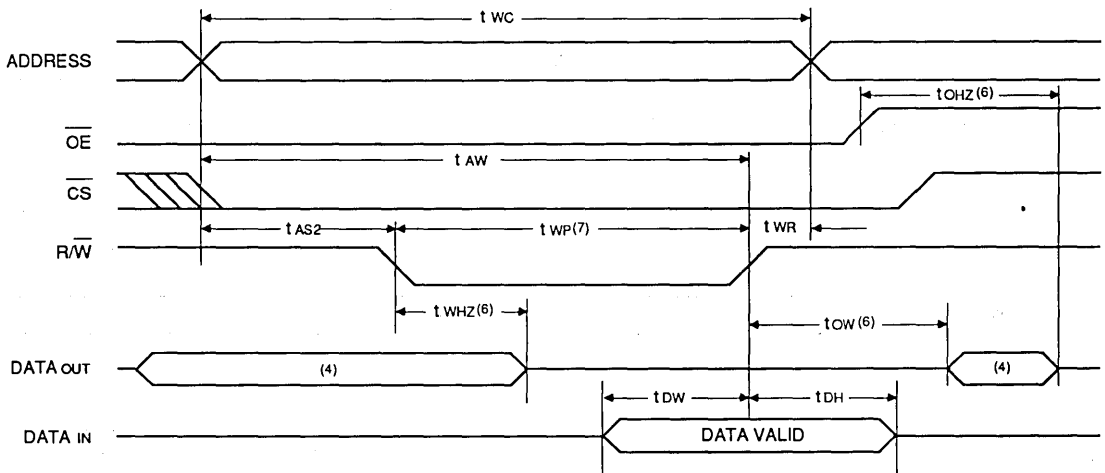 t WC
ADDRESS
t OHZ (6)
OE
t AW
CS
t AS2
t WP (7)
t WR
R/W
t WHZ (6)
t OW (6)
DATA OUT
(4)
(4)
t DW
t DH
DATA IN
DATA VALID